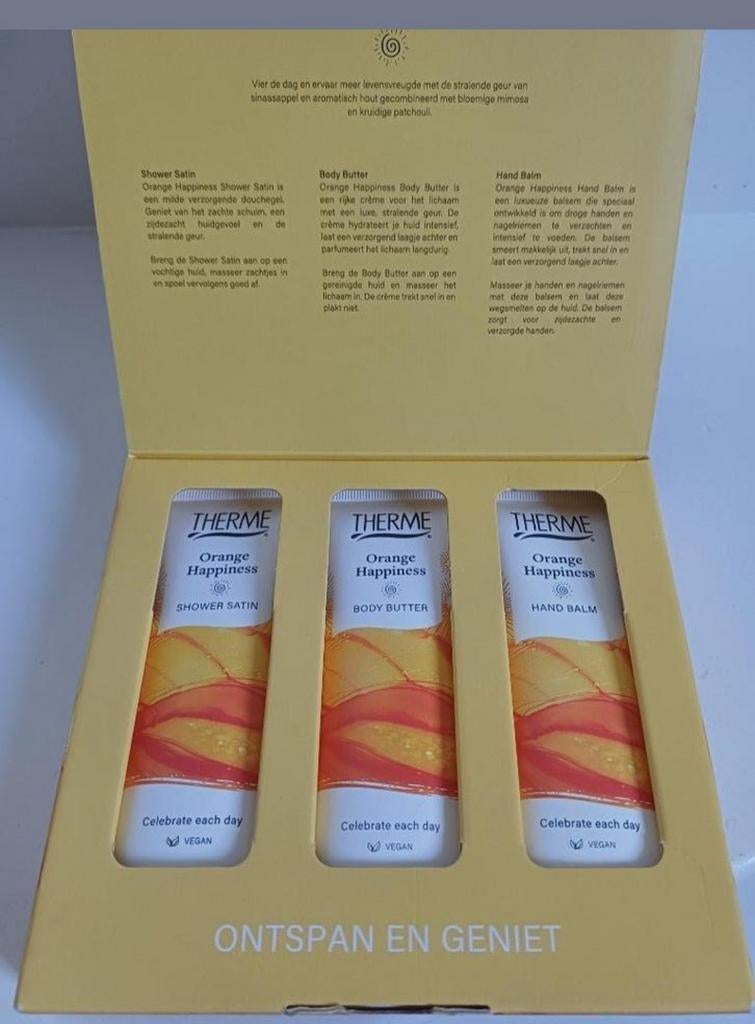 Vier de dag en ervaar meer levensvreugde met de stralende geur van
sinaasappel en aromatisch hout gecombineerd met bloemige mimosa
en kruidige patchouli.
Shower Satin
Orange Happiness Shower Satin is
een milde verzorgende douchegel.
Geniet van het zachte schuim, een
zijdezacht huidgevoel en de
stralende geur.
Breng de Shower Satin aan op een
vochtige huid, masseer zachtjes in
en spoel vervolgens goed af.
Body Butter
Orange Happiness Body Butter is
een rijke crème voor het lichaam
met een luxe, stralende geur. De
crème hydrateert je huid intensief,
laat een verzorgend laagje achter en
parfumeert het lichaam langdurig.
Breng de Body Butter aan op een
gereinigde huid en masseer het
lichaam in. De crème trekt snel in en
plakt niet.
Hand Balm
Orange Happiness Hand Balm is
een luxueuze balsem die speciaal
ontwikkeld is om droge handen en
nagelriemen te verzachten en
intensief te voeden. De balsem
smeert makkelijk uit, trekt snel in en
laat een verzorgend laagje achter.
Masseer je handen en nagelriemen
met deze balsem en laat deze
wegsmelten op de huid. De balsem
zorgt voor zijdezachte en
verzorgde handen.
THERME
Orange
Happiness
SHOWER SATIN
Celebrate each day
VEGAN
THERME
Orange
Happiness
BODY BUTTER
Celebrate each day
VEGAN
THERME
Orange
Happiness
HAND BALM
Celebrate each day
VEGAN
ONTSPAN EN GENIET